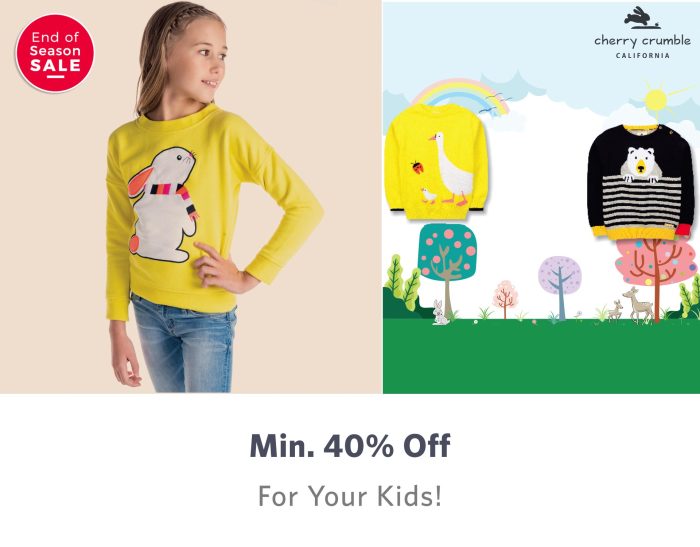 End of
Season
SALE
cherry crumble
CALIFORNIA
Min. 40% Off
For Your Kids!